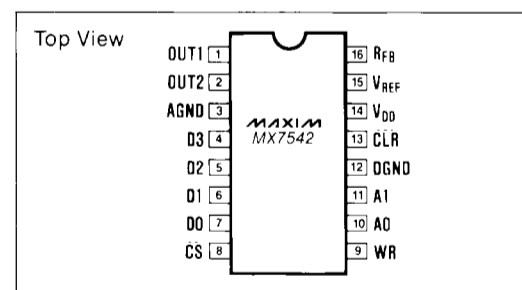 Top View
OUT1 1
OUT2 2
AGND 3
D3 4
D2 5
D1 6
D0 7
CS 8
MAXIM
MX7542
16 RFB
15 VREF
14 VDD
13 CLR
12 DGND
11 A1
10 A0
9 WR